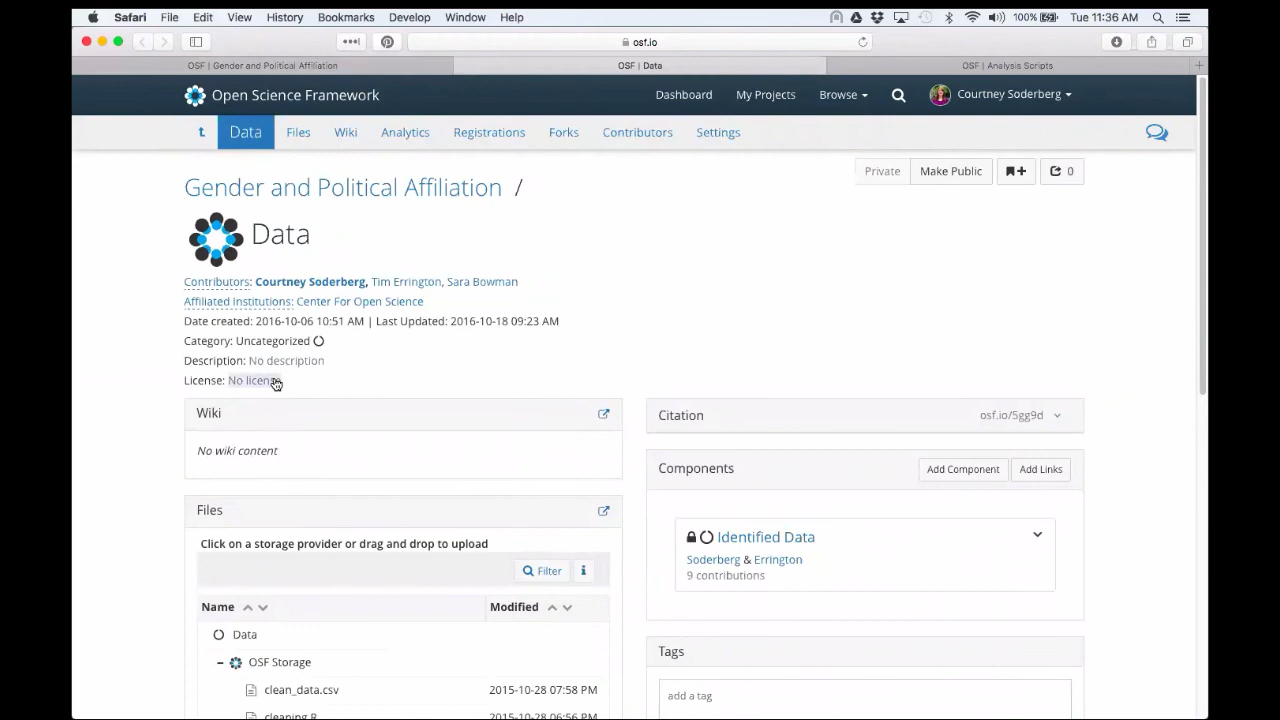 Safari File Edit View History Bookmarks Develop Window Help 100% Tue 11:36 AM
osf.io
OSF | Gender and Political Affiliation OSF | Data OSF | Analysis Scripts
Open Science Framework Dashboard My Projects Browse Courtney Soderberg
t Data Files Wiki Analytics Registrations Forks Contributors Settings
Private Make Public 0
Gender and Political Affiliation /
Data
Contributors: Courtney Soderberg, Tim Errington, Sara Bowman
Affiliated Institutions: Center For Open Science
Date created: 2016-10-06 10:51 AM | Last Updated: 2016-10-18 09:23 AM
Category: Uncategorized
Description: No description
License: No license
Wiki
No wiki content
Files
Click on a storage provider or drag and drop to upload
Filter
Name Modified
Data
OSF Storage
clean_data.csv 2015-10-28 07:58 PM
cleaning.R 2015-10-28 06:56 PM
Citation osf.io/5gg9d
Components Add Component Add Links
Identified Data
Soderberg & Errington
9 contributions
Tags
add a tag